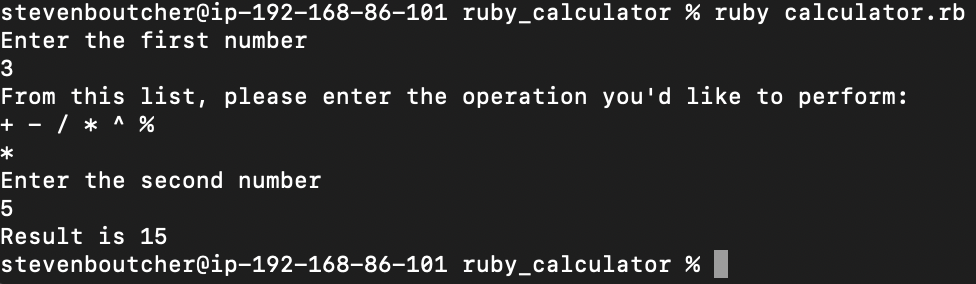 stevenboutcher@ip-192-168-86-101 ruby_calculator % ruby calculator.rb
Enter the first number
3
From this list, please enter the operation you'd like to perform:
+ - / * ^ %
*
Enter the second number
5
Result is 15
stevenboutcher@ip-192-168-86-101 ruby_calculator %